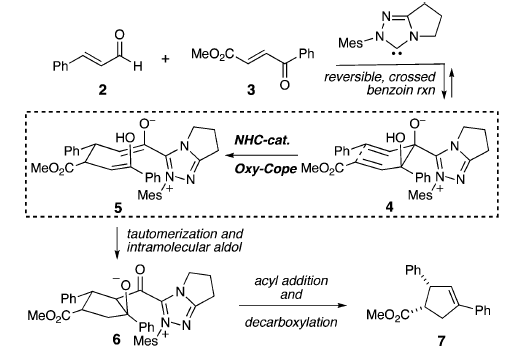 N
N
Mes
N
O
Ph
H
2
+
MeO₂C
Ph
O
3
reversible, crossed
benzoin rxn
O⁻
HO
Ph
MeO₂C
Ph
N
N
N
Mes
+
5
NHC-cat.
Oxy-Cope
O⁻
HO
Ph
MeO₂C
Ph
N
N
N
Mes
+
4
tautomerization and
intramolecular aldol
⁻O
O
Ph
MeO₂C
Ph
N
N
N
Mes
+
6
acyl addition
and
decarboxylation
Ph
MeO₂C
Ph
7